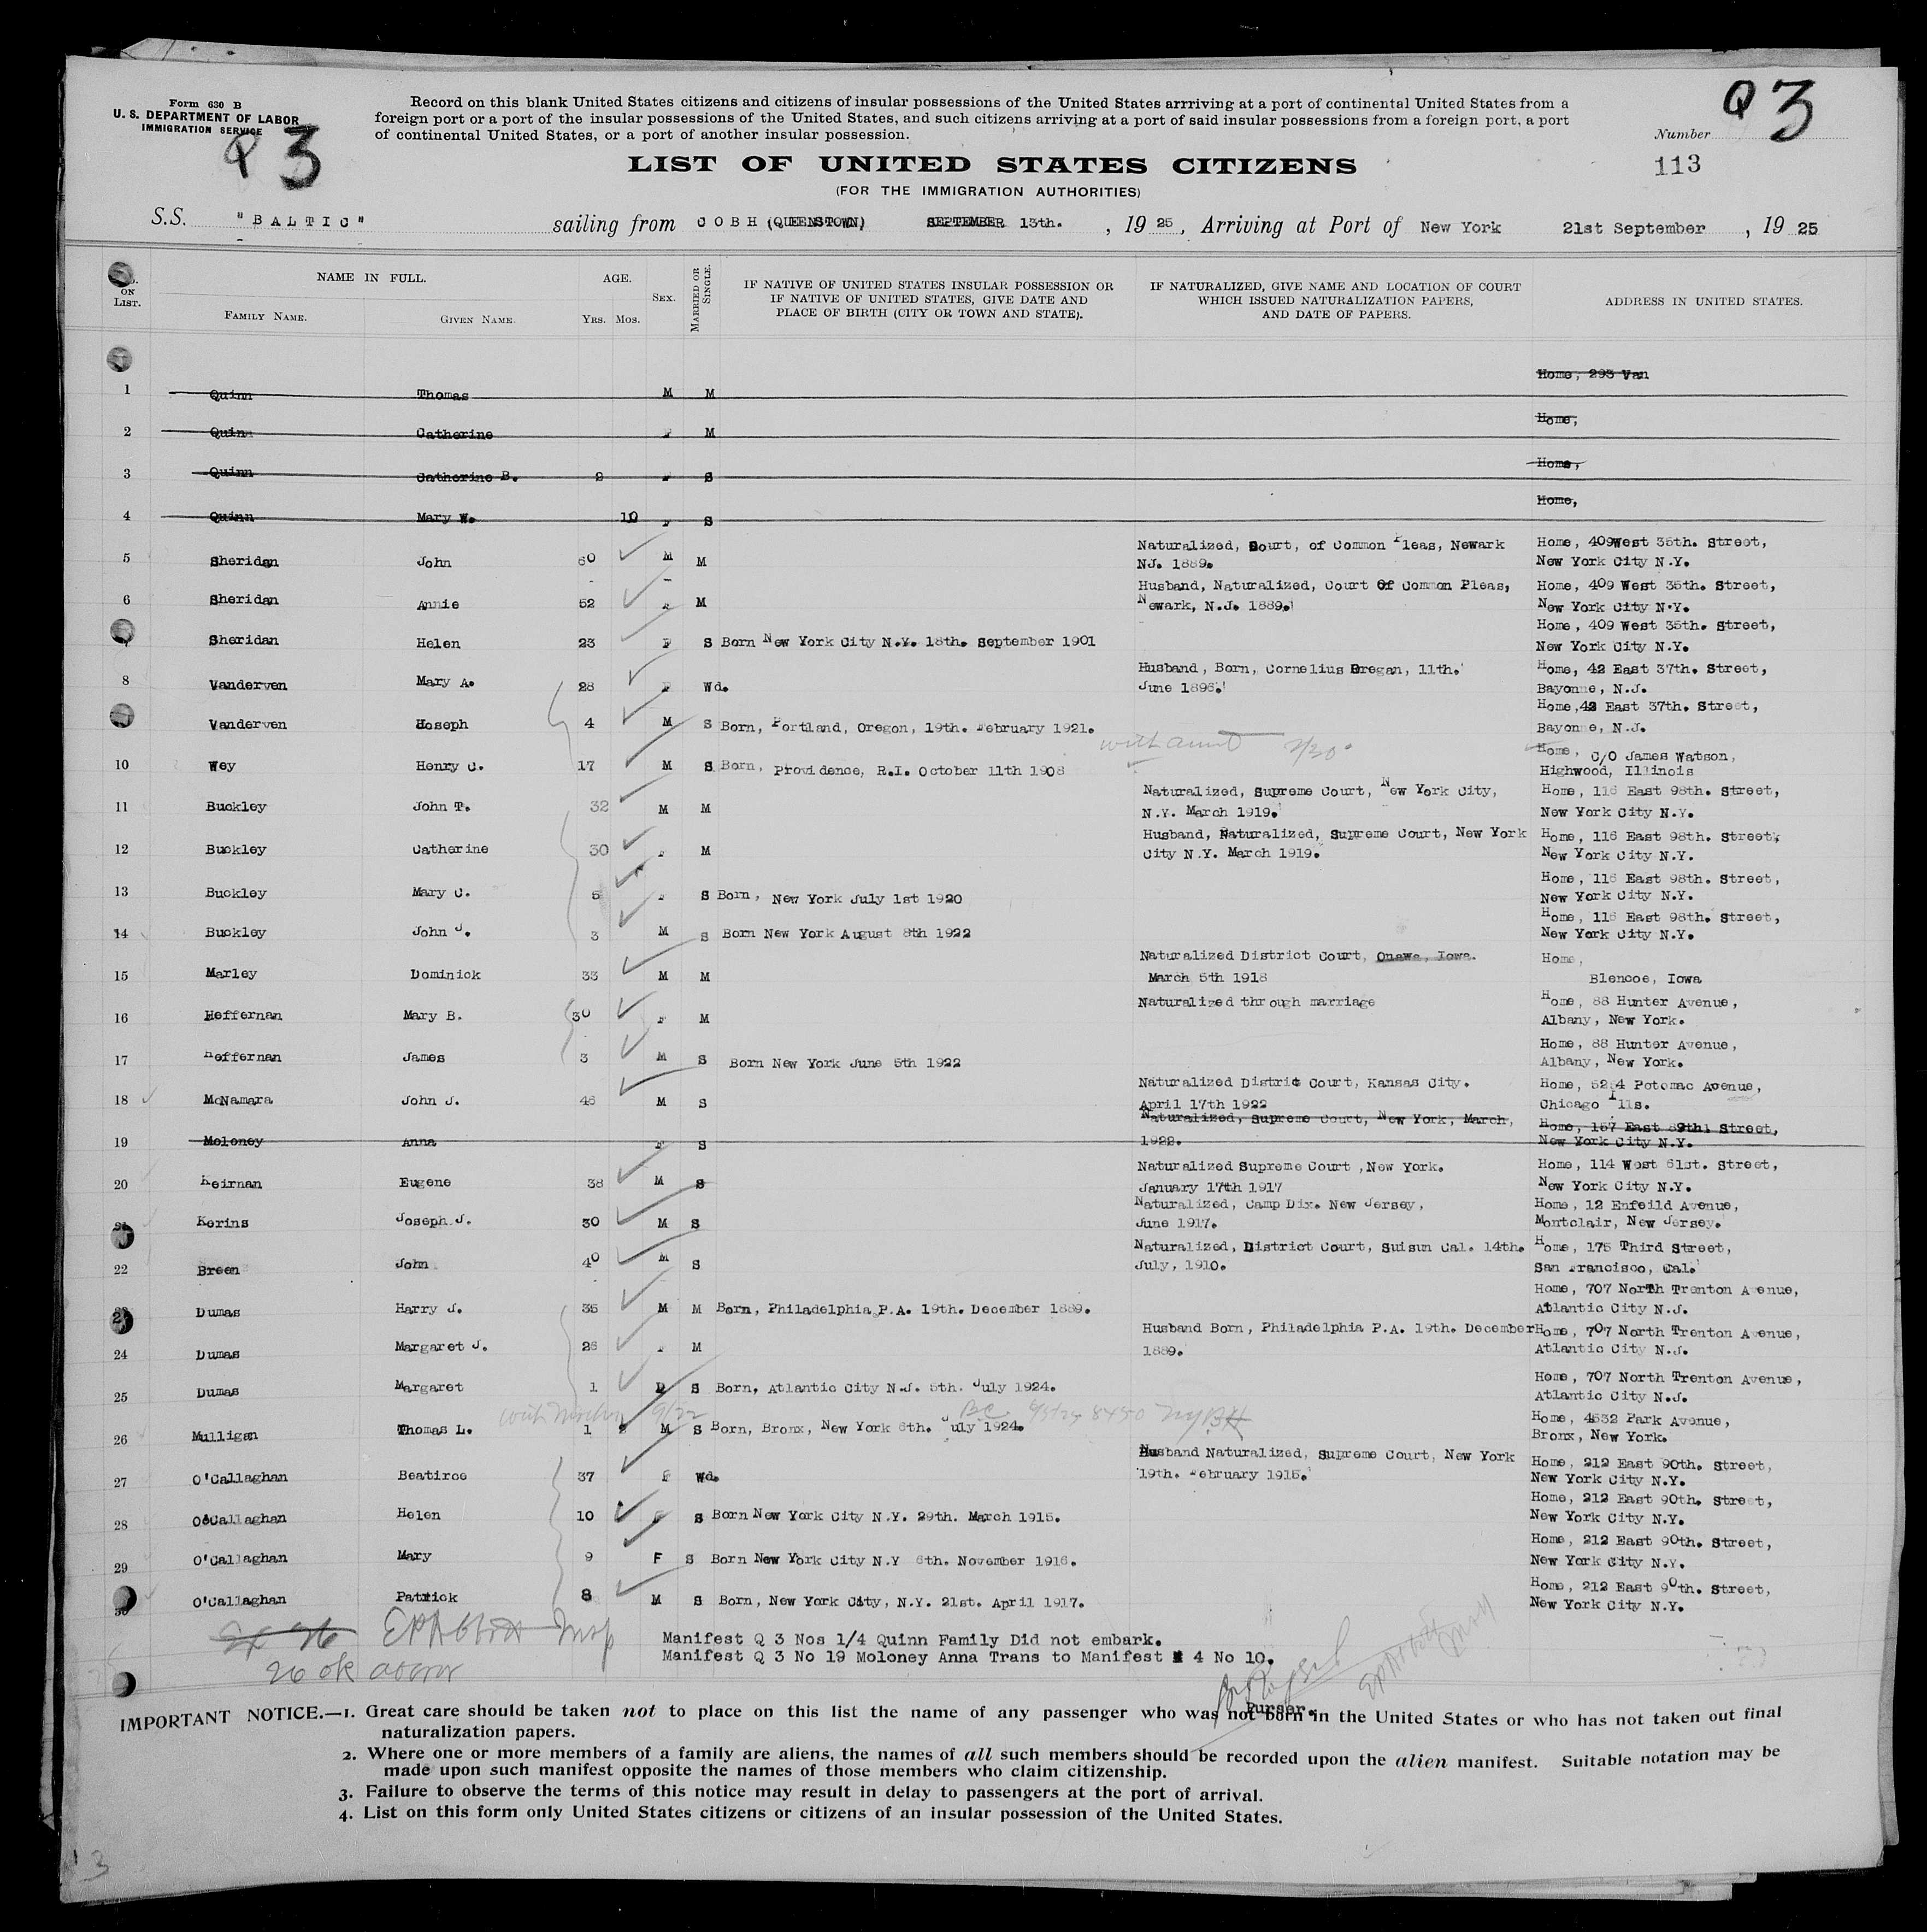 Form 630 B
U. S. DEPARTMENT OF LABOR
IMMIGRATION SERVICE
Q 3
Record on this blank United States citizens and citizens of insular possessions of the United States arrriving at a port of continental United States from a
foreign port or a port of the insular possessions of the United States, and such citizens arriving at a port of said insular possessions from a foreign port, a port
of continental United States, or a port of another insular possession.
Q 3
Number
113
LIST OF UNITED STATES CITIZENS
(FOR THE IMMIGRATION AUTHORITIES)
S.S. "BALTIC" sailing from COBH (QUEENSTOWN) SEPTEMBER 13th. , 19 25 , Arriving at Port of New York 21st September , 19 25
No. ON LIST. NAME IN FULL. FAMILY NAME. GIVEN NAME. AGE. YRS. MOS. SEX. MARRIED OR SINGLE. IF NATIVE OF UNITED STATES INSULAR POSSESSION OR IF NATIVE OF UNITED STATES, GIVE DATE AND PLACE OF BIRTH (CITY OR TOWN AND STATE). IF NATURALIZED, GIVE NAME AND LOCATION OF COURT WHICH ISSUED NATURALIZATION PAPERS, AND DATE OF PAPERS. ADDRESS IN UNITED STATES.
1 Quinn Thomas M M Home, 293 Van
2 Quinn Catherine F M Home,
3 Quinn Catherine B. 2 F S Home,
4 Quinn Mary W. 10 F S Home,
5 Sheridan John 60 M M Naturalized, Court, of Common Pleas, Newark Home, 409West 35th. Street,
NJ. 1889. New York City N.Y.
6 Sheridan Annie 52 F M Husband, Naturalized, Court Of Common Pleas, Home, 409 West 35th. Street,
Newark, N.J. 1889. New York City N.Y.
7 Sheridan Helen 23 F S Born New York City N.Y. 18th. September 1901 Home, 409 West 35th. Street,
New York City N.Y.
8 Vanderven Mary A. 28 F Wd. Husband, Born, Cornelius Oregan, 11th. Home, 42 East 37th. Street,
June 1896. Bayonne, N.J.
9 Vanderven Joseph 4 M S Born, Portland, Oregon, 19th. February 1921. Home,42 East 37th. Street,
Bayonne, N.J.
with aunt
10 Wey Henry C. 17 M S Born, Providence, R.I. October 11th 1908 Home, C/O James Watson,
Highwood, Illinois
11 Buckley John T. 32 M M Naturalized, Supreme Court, New York City, Home, 116 East 98th. Street,
N.Y. March 1919. New York City N.Y.
12 Buckley Catherine 30 F M Husband, Naturalized, Supreme Court, New York Home, 116 East 98th. Street,
City N.Y. March 1919. New York City N.Y.
13 Buckley Mary C. 5 F S Born, New York July 1st 1920 Home, 116 East 98th. Street,
New York City N.Y.
14 Buckley John J. 3 M S Born New York August 8th 1922 Home, 116 East 98th. Street,
New York City N.Y.
15 Marley Dominick 33 M M Naturalized District Court, Onawa, Iowa. Home,
March 5th 1918 Blencoe, Iowa
16 Heffernan Mary B. 30 F M Naturalized through marriage Home, 88 Hunter Avenue,
Albany, New York.
17 Heffernan James 3 M S Born New York June 5th 1922 Home, 88 Hunter Avenue,
Albany, New York.
18 McNamara John J. 46 M S Naturalized District Court, Kansas City. Home, 5254 Potomac Avenue,
April 17th 1922 Chicago Ills.
19 Moloney Anna F S Naturalized, Supreme Court, New York, March, Home, 157 East 89th. Street,
1922. New York City N.Y.
20 Keirnan Eugene 38 M S Naturalized Supreme Court ,New York. Home, 114 West 61st. Street,
January 17th 1917 New York City N.Y.
21 Kerins Joseph J. 30 M S Naturalized, Camp Dix. New Jersey, Home, 12 Enfeild Avenue,
June 1917. Montclair, New Jersey.
22 Breen John 40 M S Naturalized, District Court, Suisun Cal. 14th. Home, 175 Third Street,
July, 1910. San Francisco, Cal.
23 Dumas Harry J. 35 M M Born, Philadelphia P.A. 19th. December 1889. Home, 707 North Trenton Avenue,
Atlantic City N.J.
24 Dumas Margaret J. 26 F M Husband Born, Philadelphia P.A. 19th. December Home, 707 North Trenton Avenue,
1889. Atlantic City N.J.
25 Dumas Margaret 1 F S Born, Atlantic City N.J. 5th. July 1924. Home, 707 North Trenton Avenue,
Atlantic City N.J.
with mother 9/22 BC 8450
26 Mulligan Thomas L. 1 2 M S Born, Bronx, New York 6th. July 1924. Home, 4532 Park Avenue,
Bronx, New York.
27 O'Callaghan Beatirce 37 F Wd. Husband Naturalized, Supreme Court, New York Home, 212 East 90th. Street,
19th. February 1915. New York City N.Y.
28 O'Callaghan Helen 10 F S Born New York City N.Y. 29th. March 1915. Home, 212 East 90th. Street,
New York City N.Y.
29 O'Callaghan Mary 9 F S Born New York City N.Y 6th. November 1916. Home, 212 East 90th. Street,
New York City N.Y.
30 O'Callaghan Patrick 8 M S Born, New York City, N.Y. 21st. April 1917. Home, 212 East 90th. Street,
New York City N.Y.
Manifest Q 3 Nos 1/4 Quinn Family Did not embark.
Manifest Q 3 No 19 Moloney Anna Trans to Manifest 4 No 10.
26 ok
Purser.
IMPORTANT NOTICE.—1. Great care should be taken not to place on this list the name of any passenger who was not born in the United States or who has not taken out final
naturalization papers.
2. Where one or more members of a family are aliens, the names of all such members should be recorded upon the alien manifest. Suitable notation may be
made upon such manifest opposite the names of those members who claim citizenship.
3. Failure to observe the terms of this notice may result in delay to passengers at the port of arrival.
4. List on this form only United States citizens or citizens of an insular possession of the United States.
3